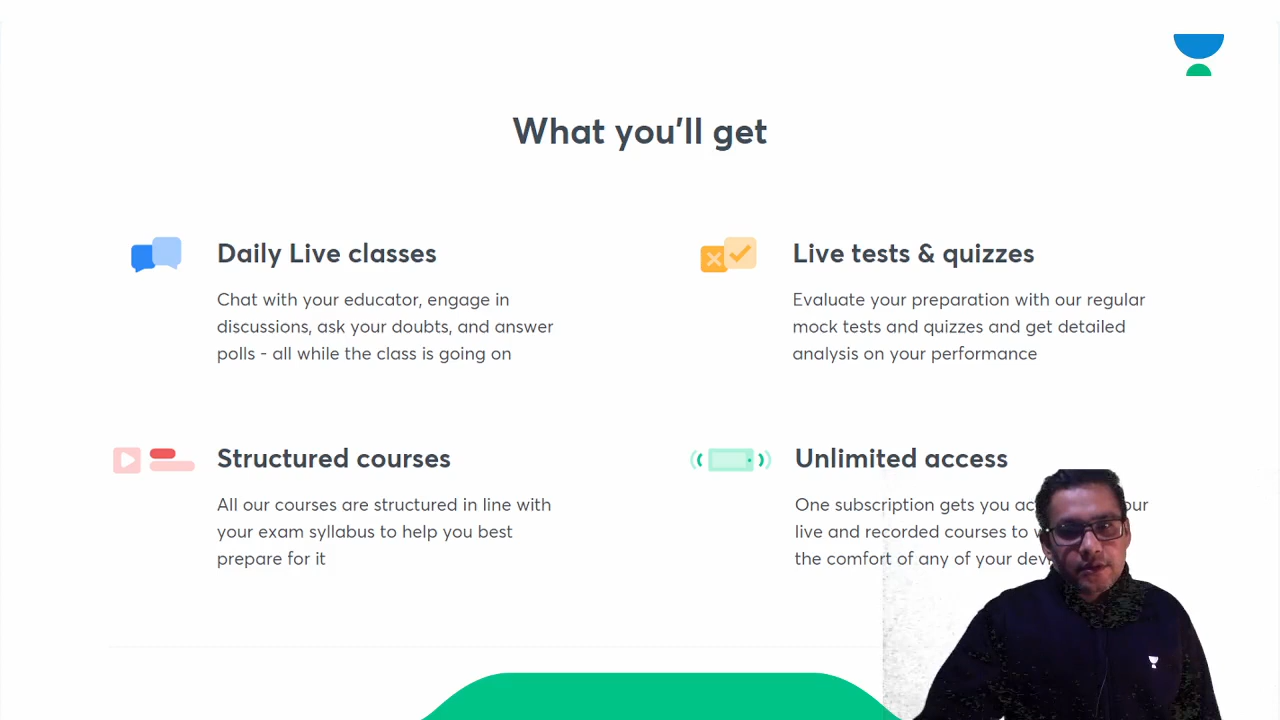 What you'll get
Daily Live classes
Chat with your educator, engage in
discussions, ask your doubts, and answer
polls - all while the class is going on
Live tests & quizzes
Evaluate your preparation with our regular
mock tests and quizzes and get detailed
analysis on your performance
Structured courses
All our courses are structured in line with
your exam syllabus to help you best
prepare for it
Unlimited access
One subscription gets you
live and recorded courses to
the comfort of any of your